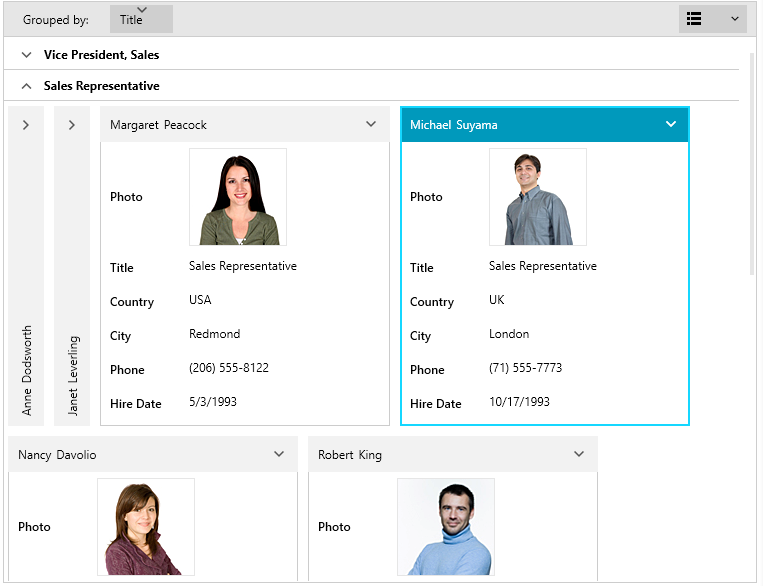 Grouped by: Title
Vice President, Sales
Sales Representative
Anne Dodsworth
Janet Leverling
Margaret Peacock
Photo
Title Sales Representative
Country USA
City Redmond
Phone (206) 555-8122
Hire Date 5/3/1993
Michael Suyama
Photo
Title Sales Representative
Country UK
City London
Phone (71) 555-7773
Hire Date 10/17/1993
Nancy Davolio
Photo
Robert King
Photo